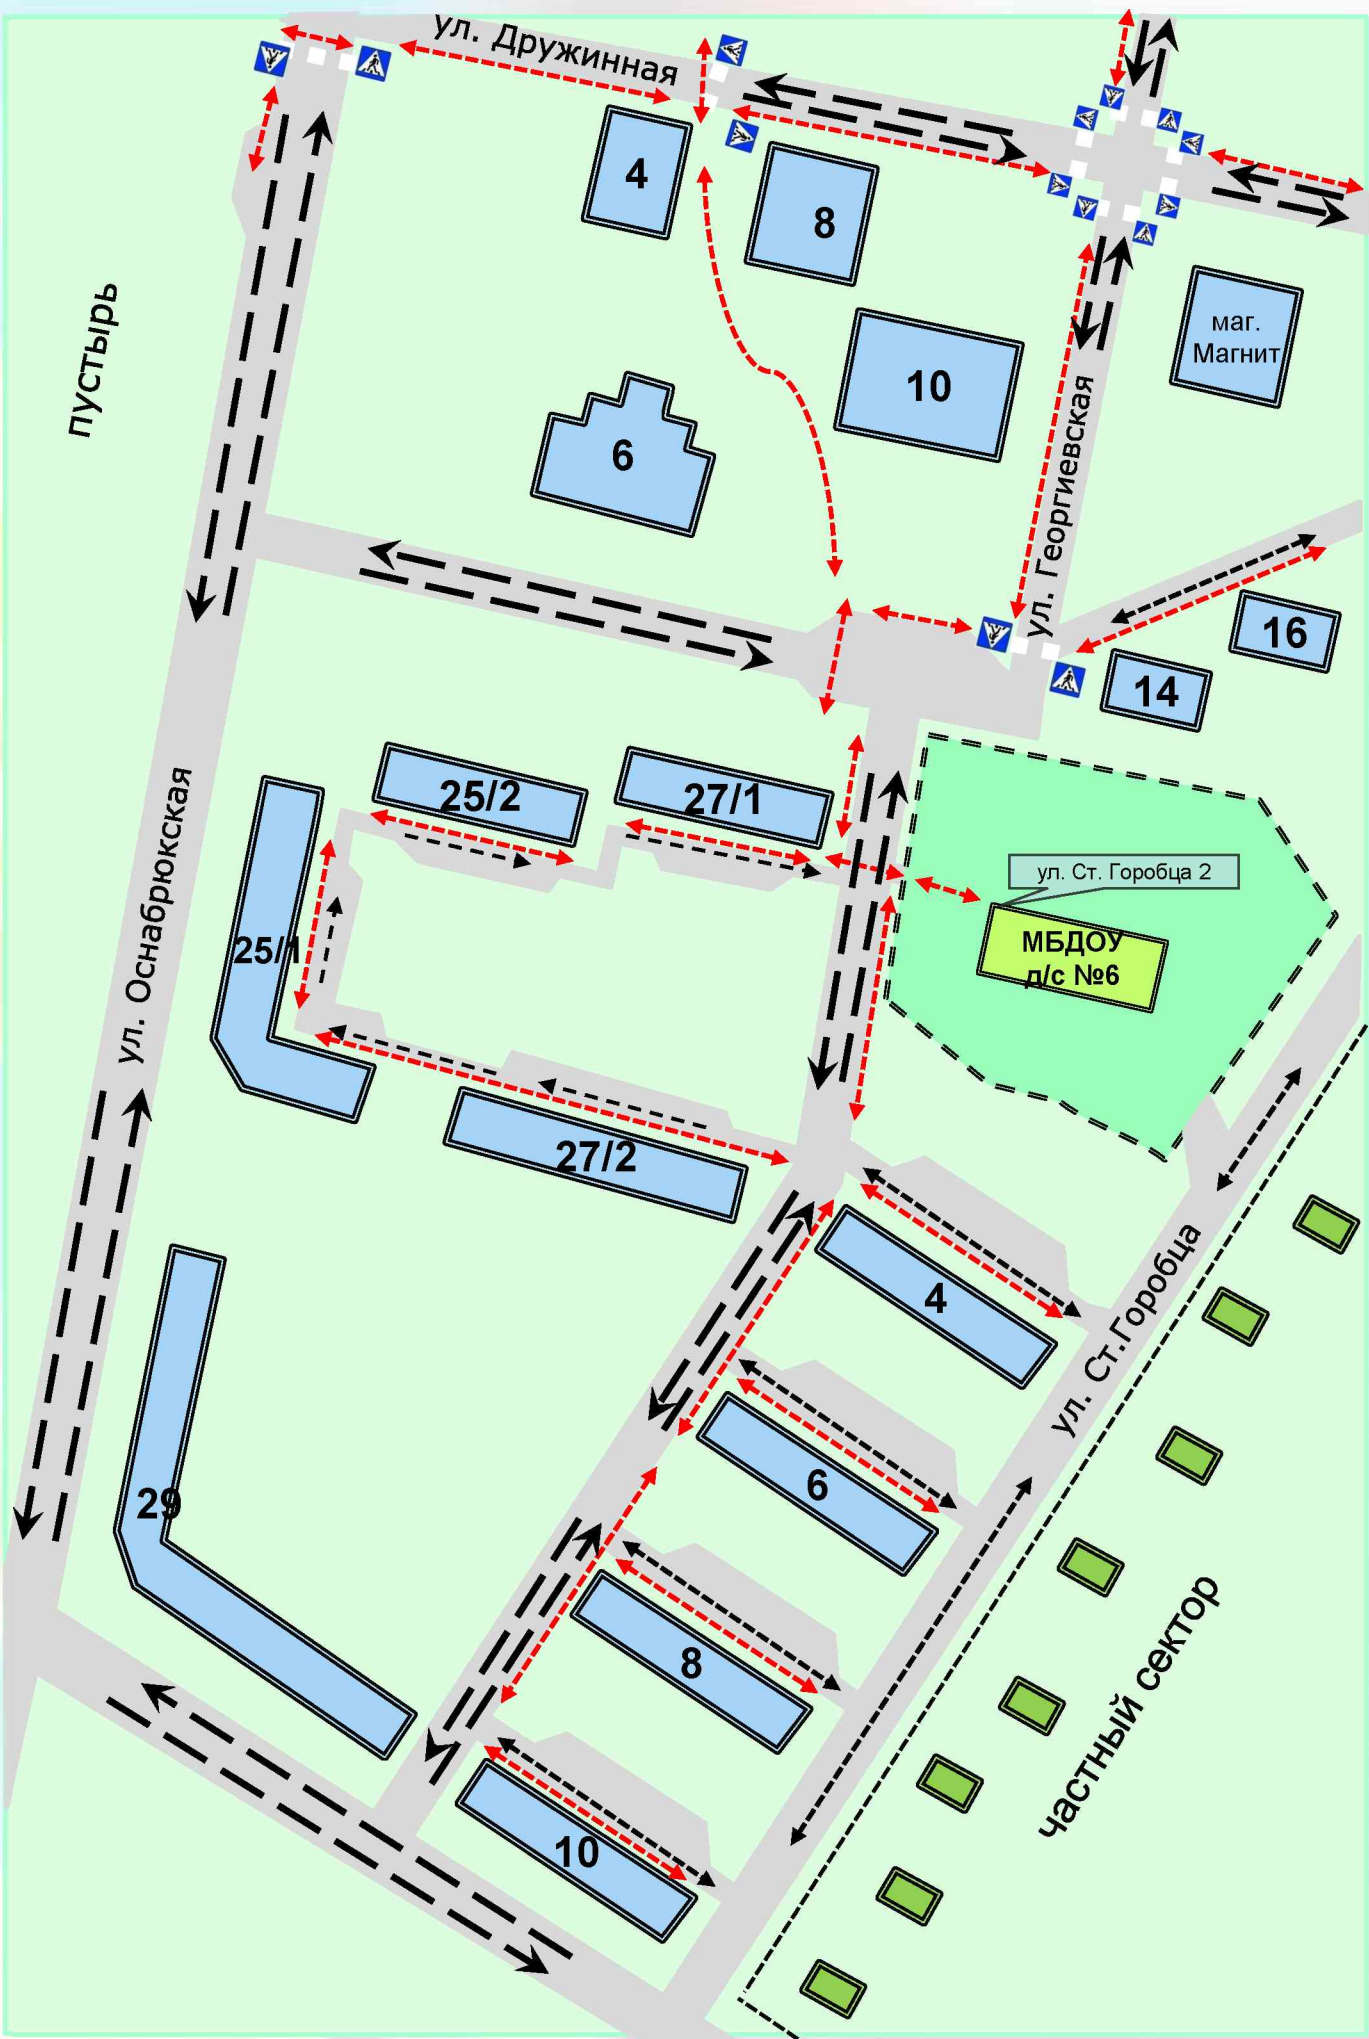 ул. Дружинная
4
8
маг.
Магнит
пустырь
10
6
ул. Георгиевская
16
14
25/2
27/1
ул. Ст. Горобца 2
МБДОУ
д/с №6
ул. Оснабрюкская
25/1
27/2
4
ул. Ст.Горобца
6
29
8
частный сектор
10